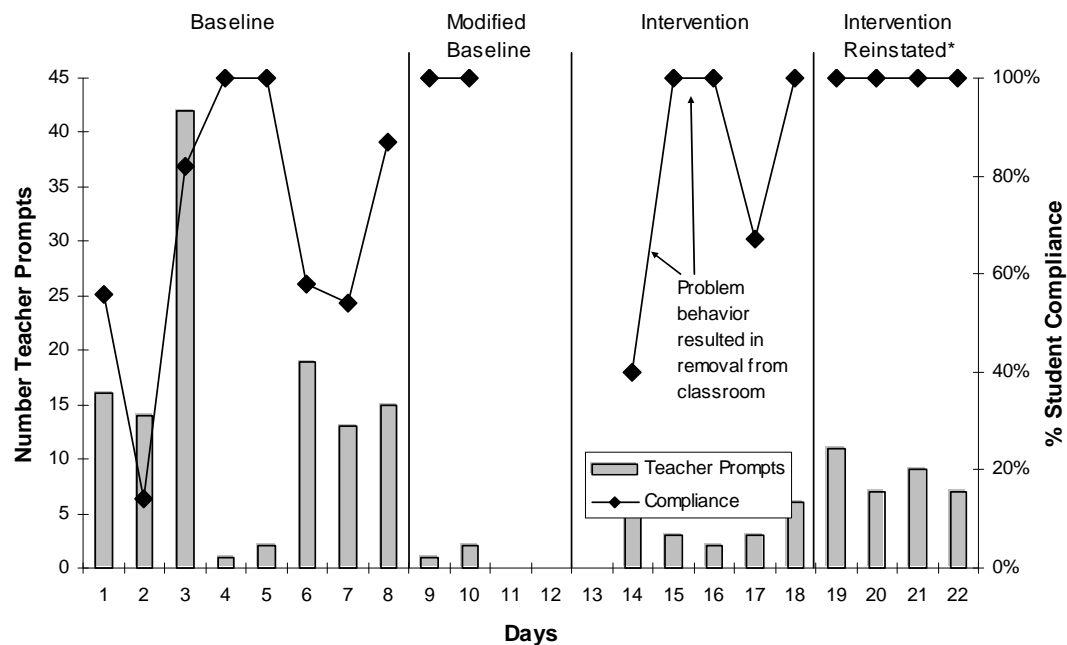 Baseline
Modified
Baseline
Intervention
Intervention
Reinstated*
Number Teacher Prompts
45
40
35
30
25
20
15
10
5
0
100%
80%
60%
40%
20%
0%
% Student Compliance
Problem
behavior
resulted in
removal from
classroom
Teacher Prompts
Compliance
1 2 3 4 5 6 7 8 9 10 11 12 13 14 15 16 17 18 19 20 21 22
Days